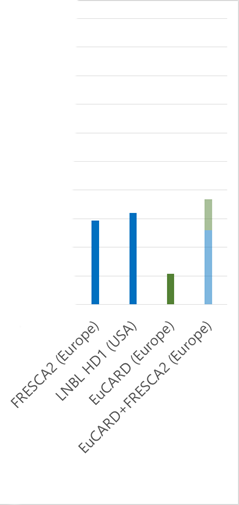 FRESCA2 (Europe)
LNBL HD1 (USA)
EuCARD (Europe)
EuCARD+FRESCA2 (Europe)